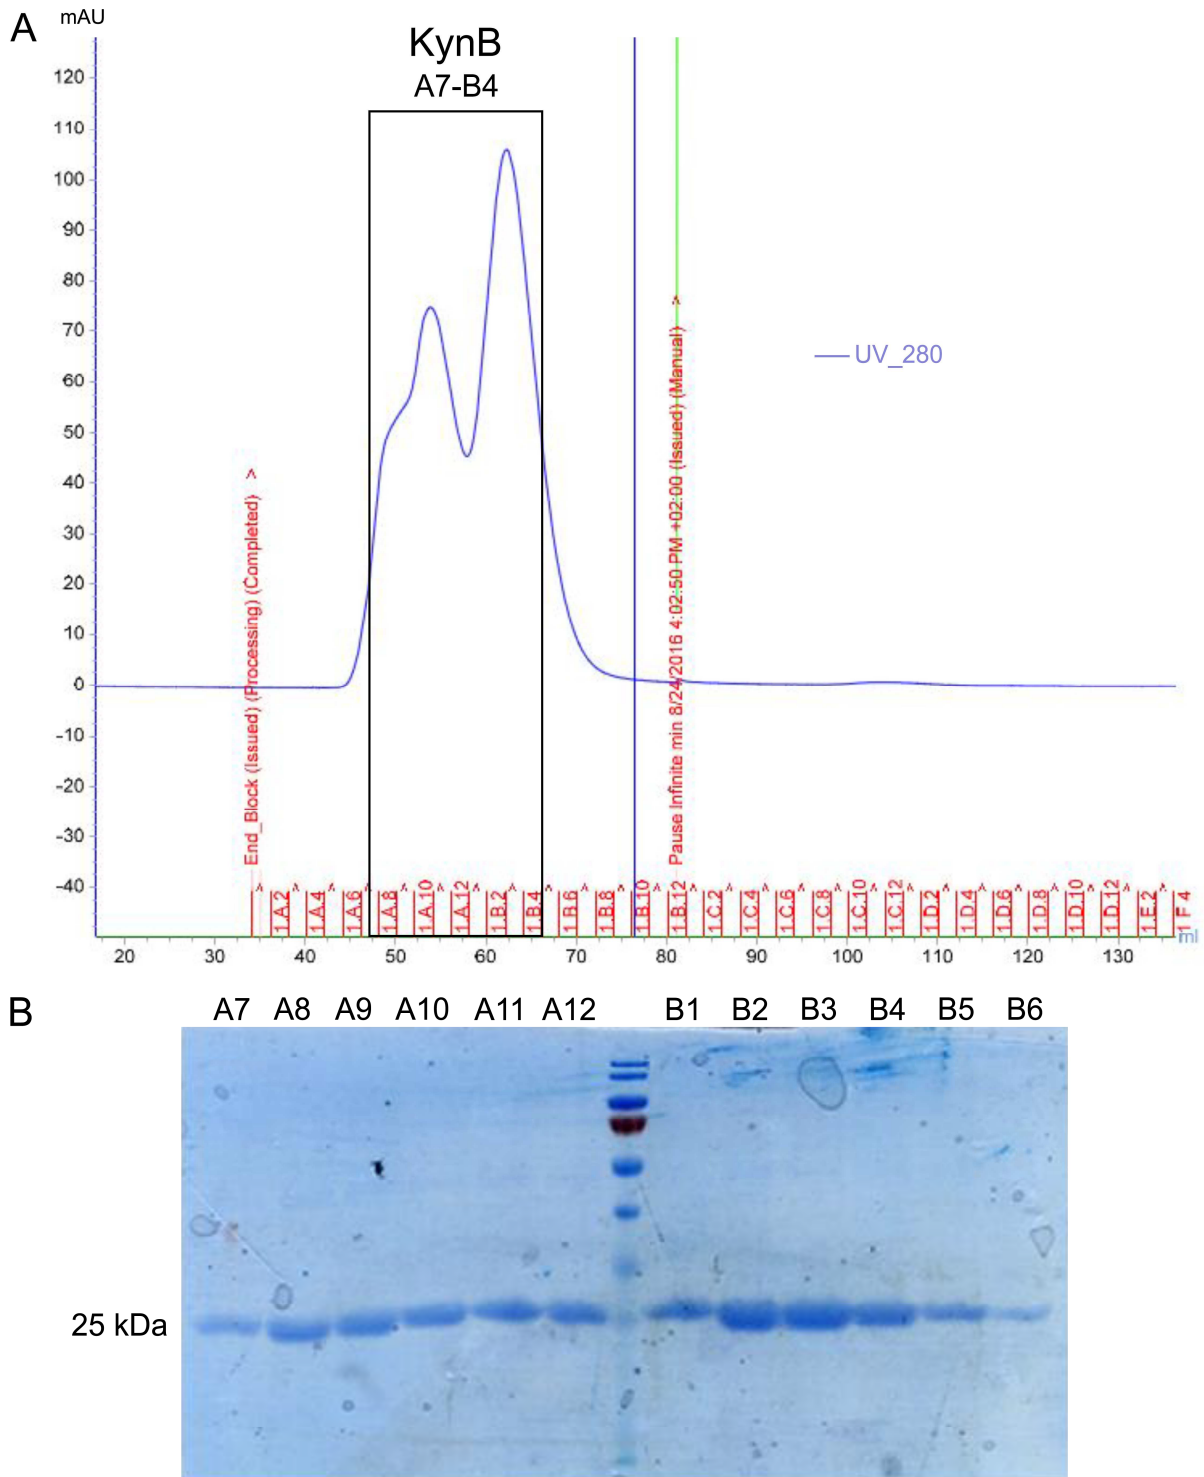 A
mAU
KynB
A7-B4
120
110
100
90
80
70
60
50
40
30
20
10
0
-10
-20
-30
-40
UV_280
End_Block (Issued) (Processing) (Completed)
Pause Infinite min 8/24/2016 4:02:50 PM +02:00 (Issued) (Manual)
1.A.2 1.A.4 1.A.6 1.A.8 1.A.10 1.A.12 1.B.2 1.B.4 1.B.6 1.B.8 1.B.10 1.B.12 1.C.2 1.C.4 1.C.6 1.C.8 1.C.10 1.C.12 1.D.2 1.D.4 1.D.6 1.D.8 1.D.10 1.D.12 1.E.2 1 F 4
20 30 40 50 60 70 80 90 100 110 120 130 ml
B
A7 A8 A9 A10 A11 A12 B1 B2 B3 B4 B5 B6
25 kDa